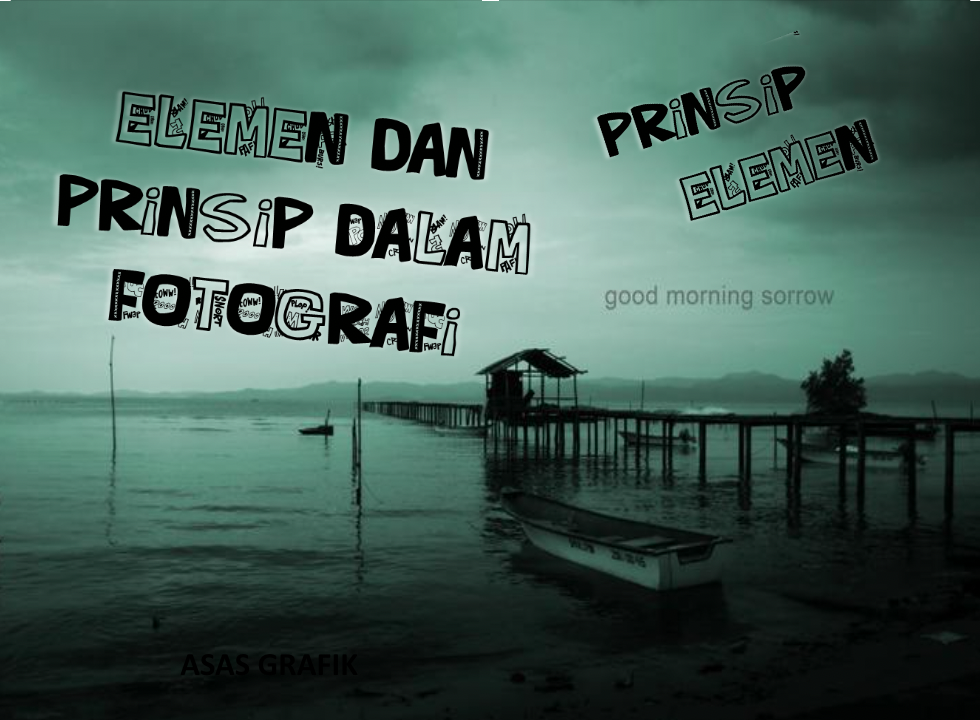 ELEMEN DAN
PRiNSiP DALAM
FOTOGRAFi
PRiNSiP
ELEMEN
good morning sorrow
ASAS GRAFIK